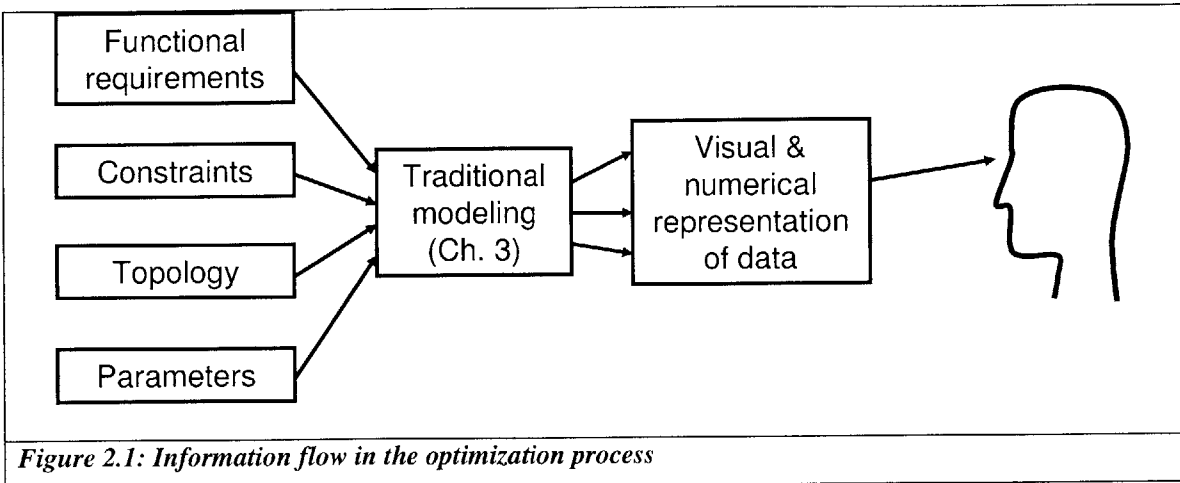 Functional
requirements
Constraints
Topology
Parameters
Traditional
modeling
(Ch. 3)
Visual &
numerical
representation
of data
Figure 2.1: Information flow in the optimization process